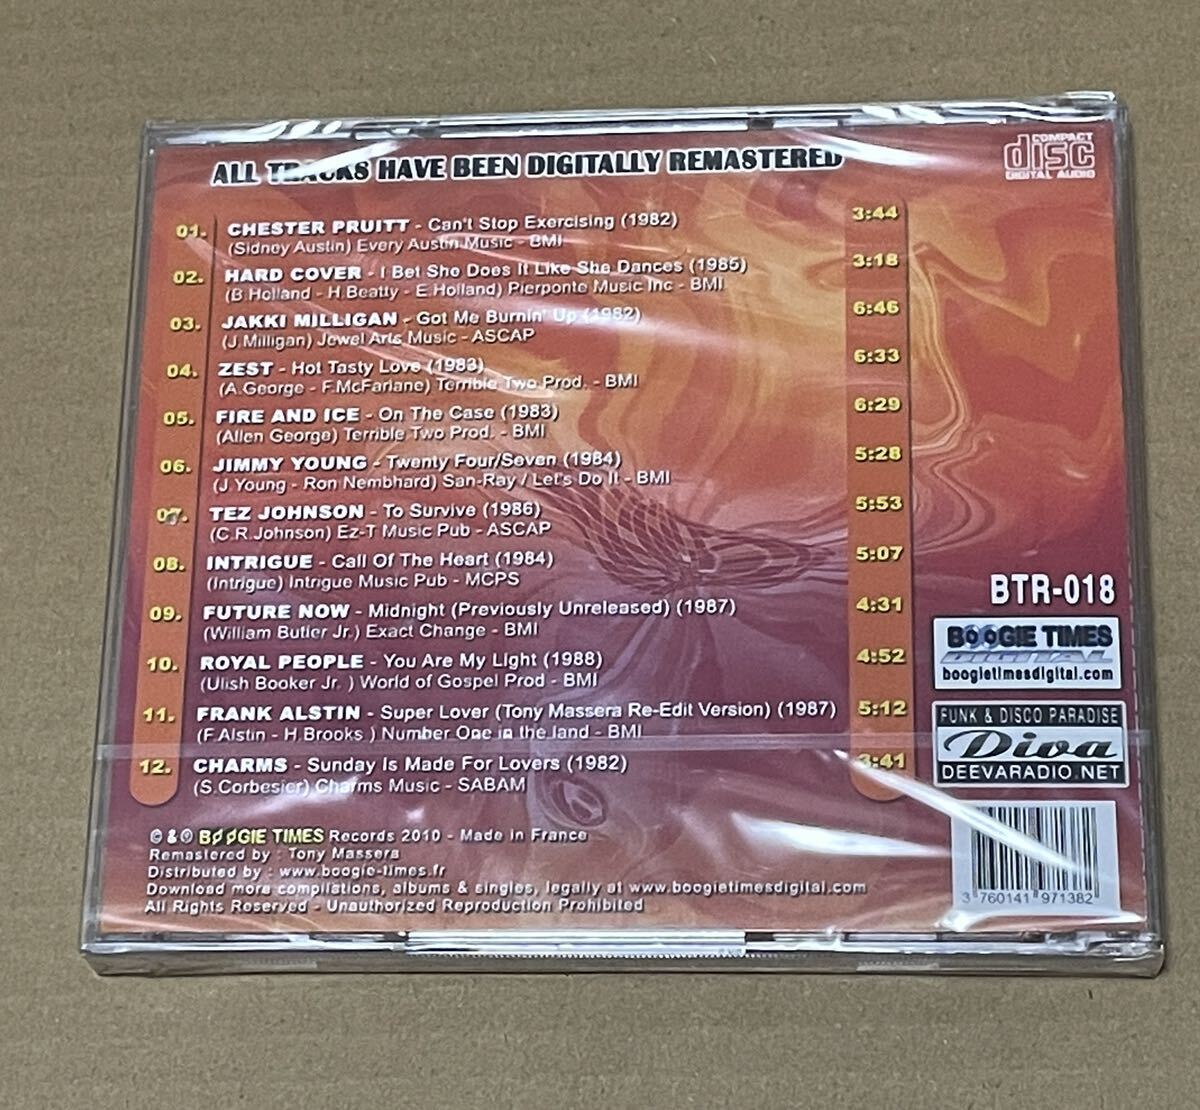 ALL TRACKS HAVE BEEN DIGITALLY REMASTERED
COMPACT
disc
DIGITAL AUDIO
01. CHESTER PRUITT - Can't Stop Exercising (1982) 3:44
(Sidney Austin) Every Austin Music - BMI
02. HARD COVER - I Bet She Does It Like She Dances (1985) 3:18
(B.Holland - H.Beatty - E.Holland) Pierponte Music Inc - BMI
03. JAKKI MILLIGAN - Got Me Burnin' Up (1982) 6:46
(J.Milligan) Jewel Arts Music - ASCAP
04. ZEST - Hot Tasty Love (1983) 6:33
(A.George - F.McFarlane) Terrible Two Prod. - BMI
05. FIRE AND ICE - On The Case (1983) 6:29
(Allen George) Terrible Two Prod. - BMI
06. JIMMY YOUNG - Twenty Four/Seven (1984) 5:28
(J.Young - Ron Nembhard) San-Ray / Let's Do It - BMI
07. TEZ JOHNSON - To Survive (1986) 5:53
(C.R.Johnson) Ez-T Music Pub - ASCAP
08. INTRIGUE - Call Of The Heart (1984) 5:07
(Intrigue) Intrigue Music Pub - MCPS
09. FUTURE NOW - Midnight (Previously Unreleased) (1987) 4:31
(William Butler Jr.) Exact Change - BMI
10. ROYAL PEOPLE - You Are My Light (1988) 4:52
(Ulish Booker Jr. ) World of Gospel Prod - BMI
11. FRANK ALSTIN - Super Lover (Tony Massera Re-Edit Version) (1987) 5:12
(F.Alstin - H.Brooks ) Number One in the land - BMI
12. CHARMS - Sunday Is Made For Lovers (1982) 3:41
(S.Corbesier) Charms Music - SABAM
BTR-018
BOOGIE TIMES
DIGITAL
boogietimesdigital.com
FUNK & DISCO PARADISE
Diva
DEEVARADIO.NET
© & ℗ BOOGIE TIMES Records 2010 - Made in France
Remastered by : Tony Massera
Distributed by : www.boogie-times.fr
Download more compilations, albums & singles, legally at www.boogietimesdigital.com
All Rights Reserved - Unauthorized Reproduction Prohibited
3 760141 971382